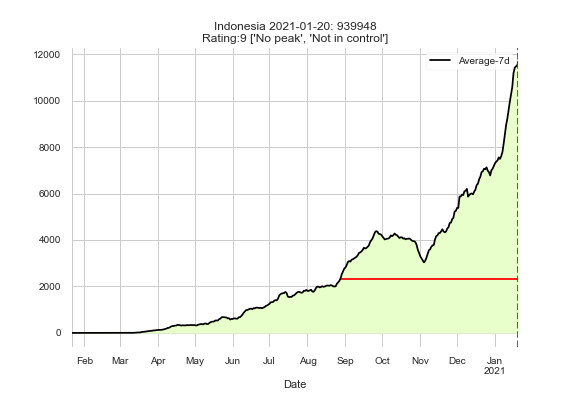 Indonesia 2021-01-20: 939948
Rating:9 ['No peak', 'Not in control']
Average-7d
12000
10000
8000
6000
4000
2000
0
Feb Mar Apr May Jun Jul Aug Sep Oct Nov Dec Jan
2021
Date